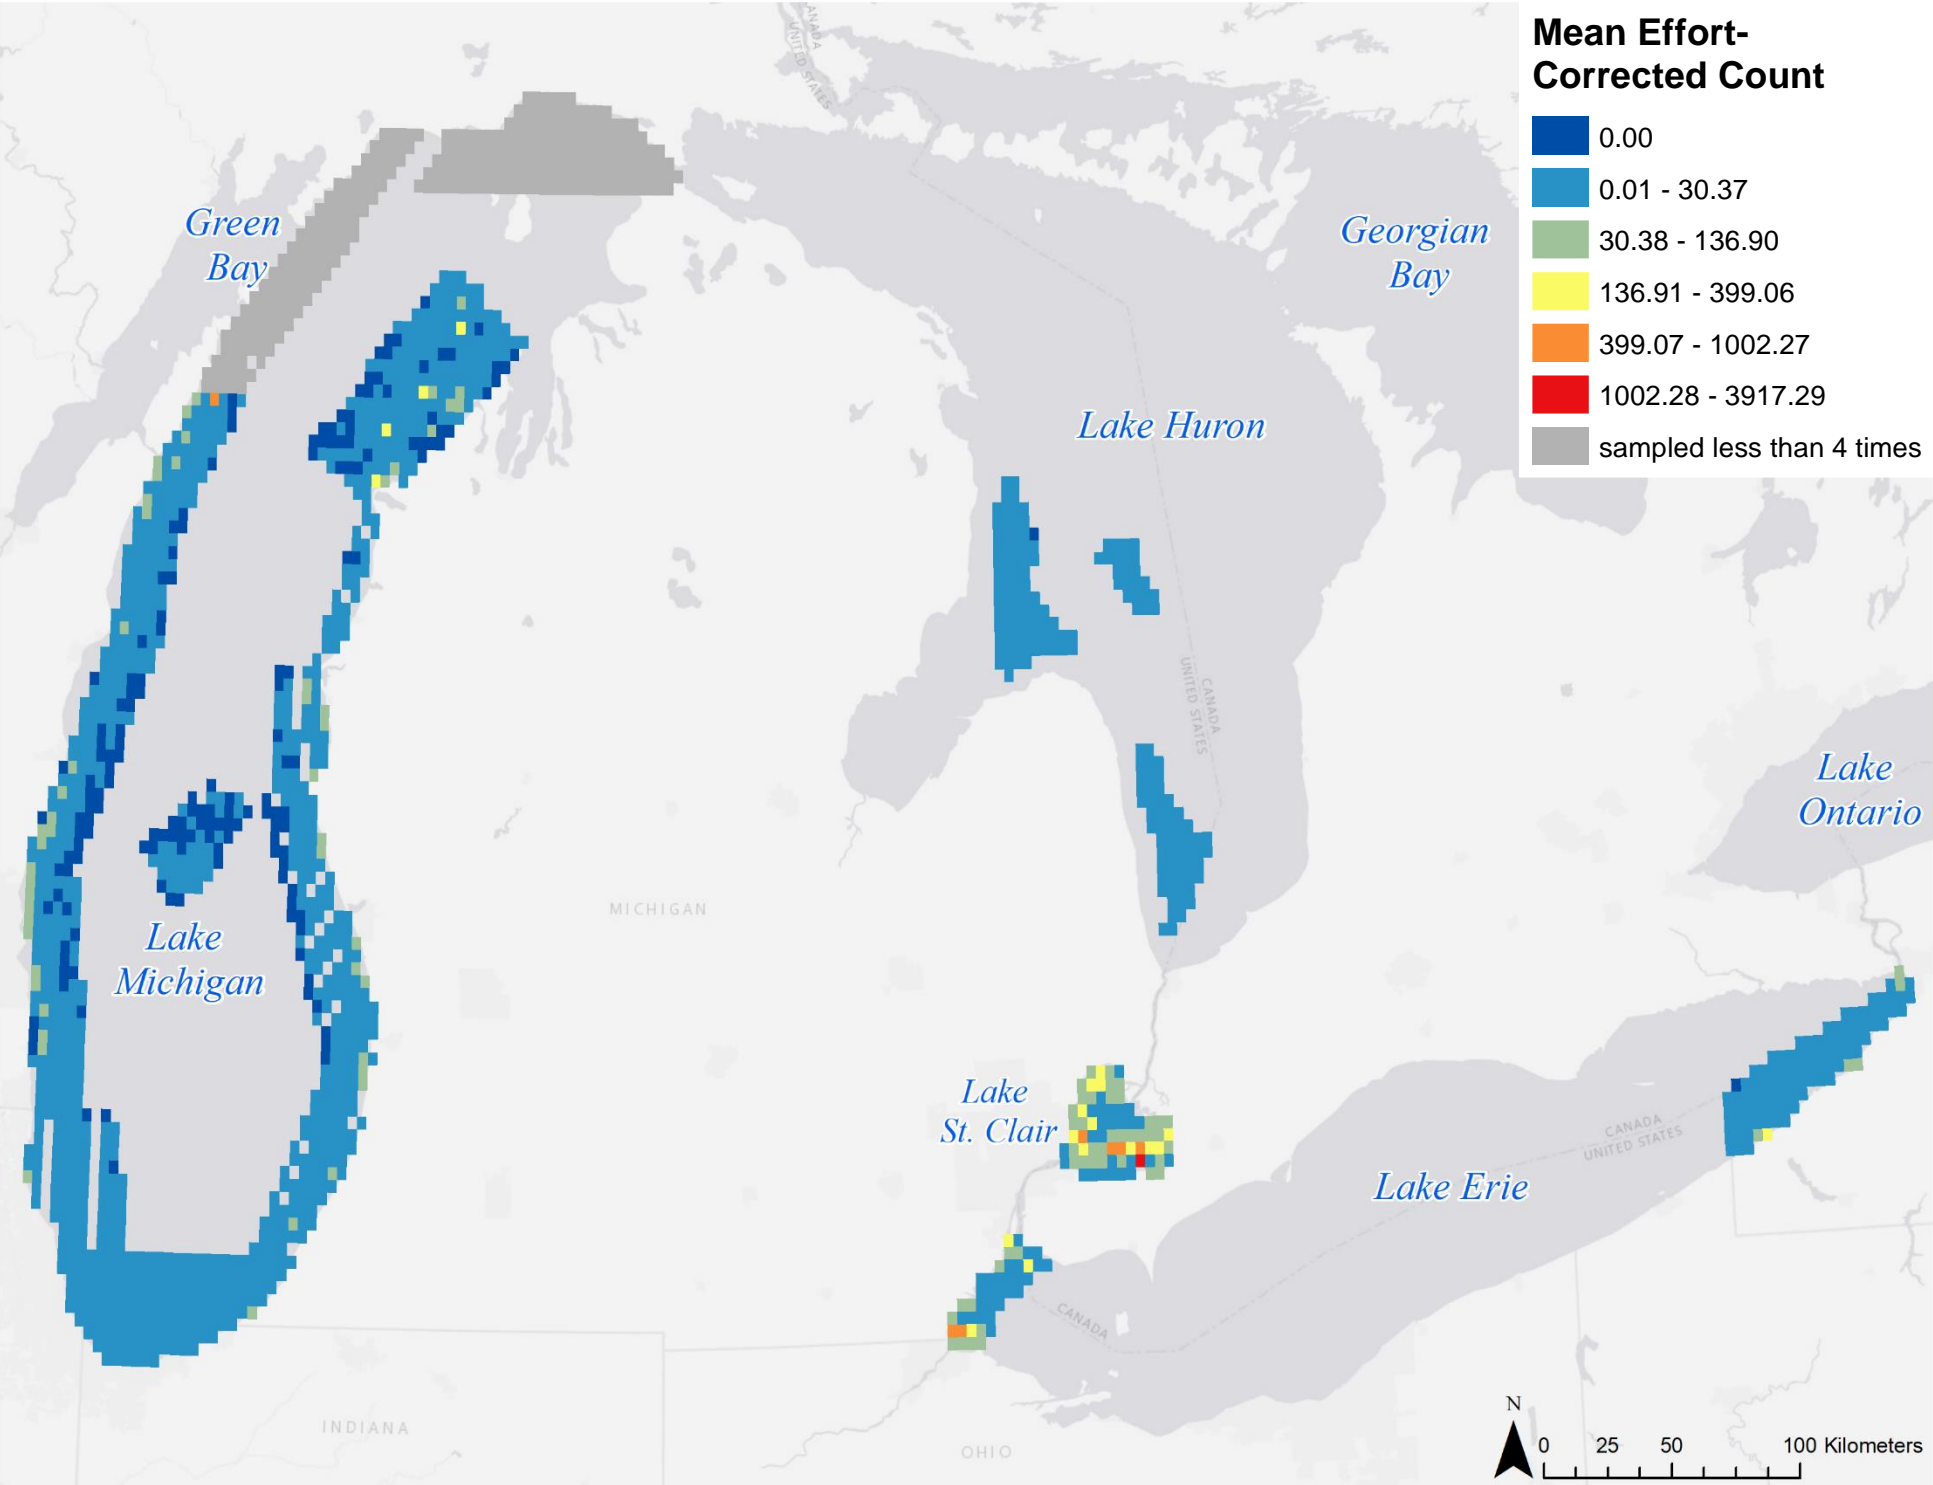 Mean Effort-
Corrected Count
0.00
0.01 - 30.37
30.38 - 136.90
136.91 - 399.06
399.07 - 1002.27
1002.28 - 3917.29
sampled less than 4 times
CANADA
UNITED STATES
Green
Bay
Georgian
Bay
Lake Huron
CANADA
UNITED STATES
Lake
Ontario
MICHIGAN
Lake
Michigan
Lake
St. Clair
CANADA
UNITED STATES
Lake Erie
CANADA
INDIANA
OHIO
N
0 25 50 100 Kilometers